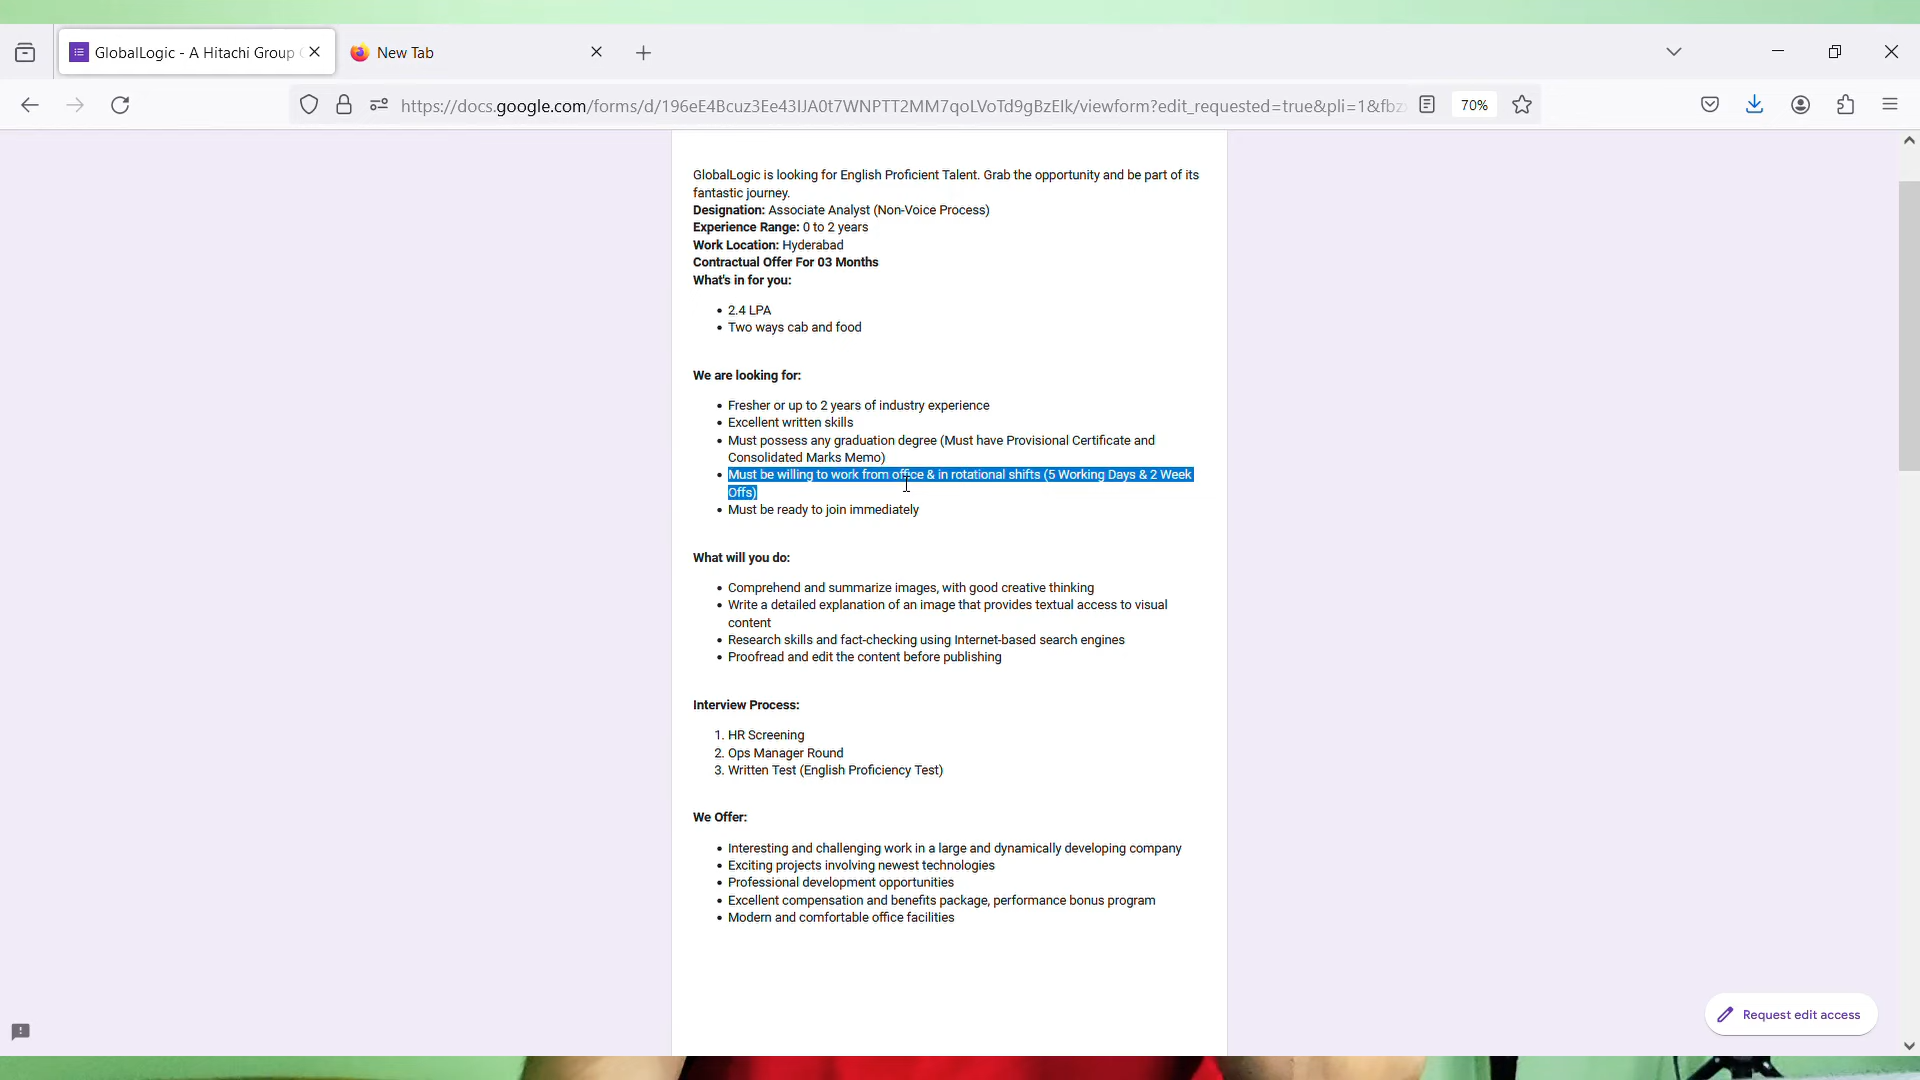 GlobalLogic - A Hitachi Group
New Tab
https://docs.google.com/forms/d/196eE4Bcuz3Ee43IJA0t7WNPTT2MM7qoLVoTd9gBzEIk/viewform?edit_requested=true&pli=1&fbz
70%
GlobalLogic is looking for English Proficient Talent. Grab the opportunity and be part of its
fantastic journey.
Designation: Associate Analyst (Non-Voice Process)
Experience Range: 0 to 2 years
Work Location: Hyderabad
Contractual Offer For 03 Months
What's in for you:
• 2.4 LPA
• Two ways cab and food
We are looking for:
• Fresher or up to 2 years of industry experience
• Excellent written skills
• Must possess any graduation degree (Must have Provisional Certificate and
Consolidated Marks Memo)
• Must be willing to work from office & in rotational shifts (5 Working Days & 2 Week
Offs)
• Must be ready to join immediately
What will you do:
• Comprehend and summarize images, with good creative thinking
• Write a detailed explanation of an image that provides textual access to visual
content
• Research skills and fact-checking using Internet-based search engines
• Proofread and edit the content before publishing
Interview Process:
1. HR Screening
2. Ops Manager Round
3. Written Test (English Proficiency Test)
We Offer:
• Interesting and challenging work in a large and dynamically developing company
• Exciting projects involving newest technologies
• Professional development opportunities
• Excellent compensation and benefits package, performance bonus program
• Modern and comfortable office facilities
Request edit access